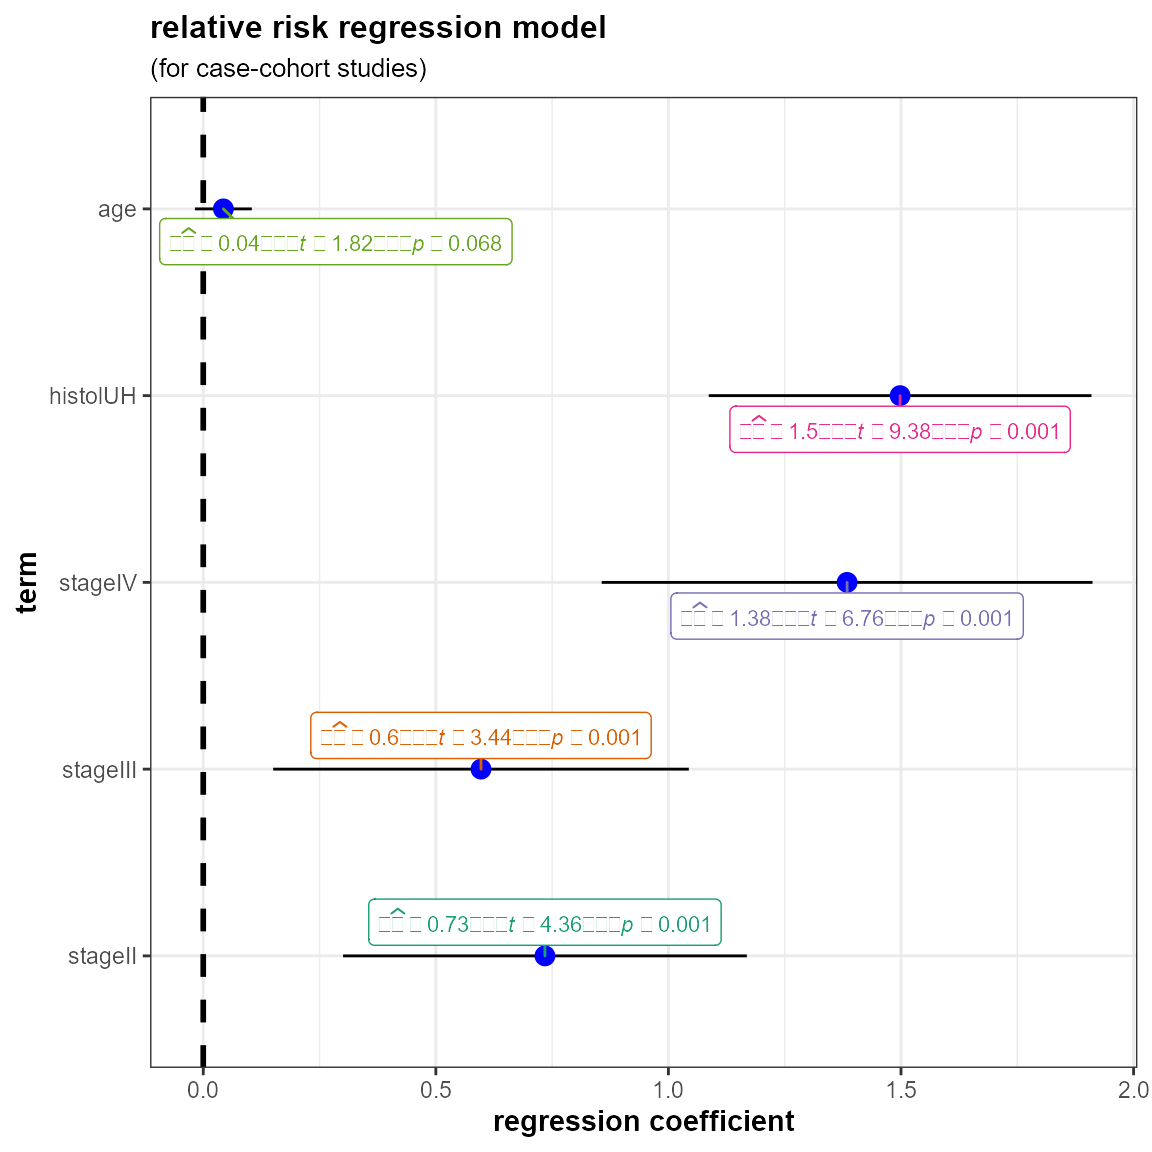 relative risk regression model
(for case-cohort studies)
age
□□ □ 0.04□□□t □ 1.82□□□p □ 0.068
histolUH
□□ □ 1.5□□□t □ 9.38□□□p □ 0.001
stageIV
□□ □ 1.38□□□t □ 6.76□□□p □ 0.001
□□ □ 0.6□□□t □ 3.44□□□p □ 0.001
stageIII
□□ □ 0.73□□□t □ 4.36□□□p □ 0.001
stageII
term
0.0 0.5 1.0 1.5 2.0
regression coefficient